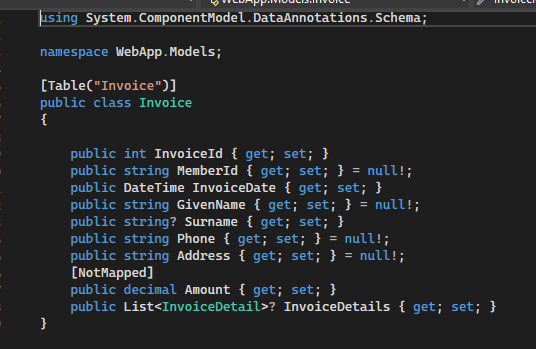 WebApp.Models.Invoice
using System.ComponentModel.DataAnnotations.Schema;
namespace WebApp.Models;
[Table("Invoice")]
public class Invoice
{
public int InvoiceId { get; set; }
public string MemberId { get; set; } = null!;
public DateTime InvoiceDate { get; set; }
public string GivenName { get; set; } = null!;
public string? Surname { get; set; }
public string Phone { get; set; } = null!;
public string Address { get; set; } = null!;
[NotMapped]
public decimal Amount { get; set; }
public List<InvoiceDetail>? InvoiceDetails { get; set; }
}